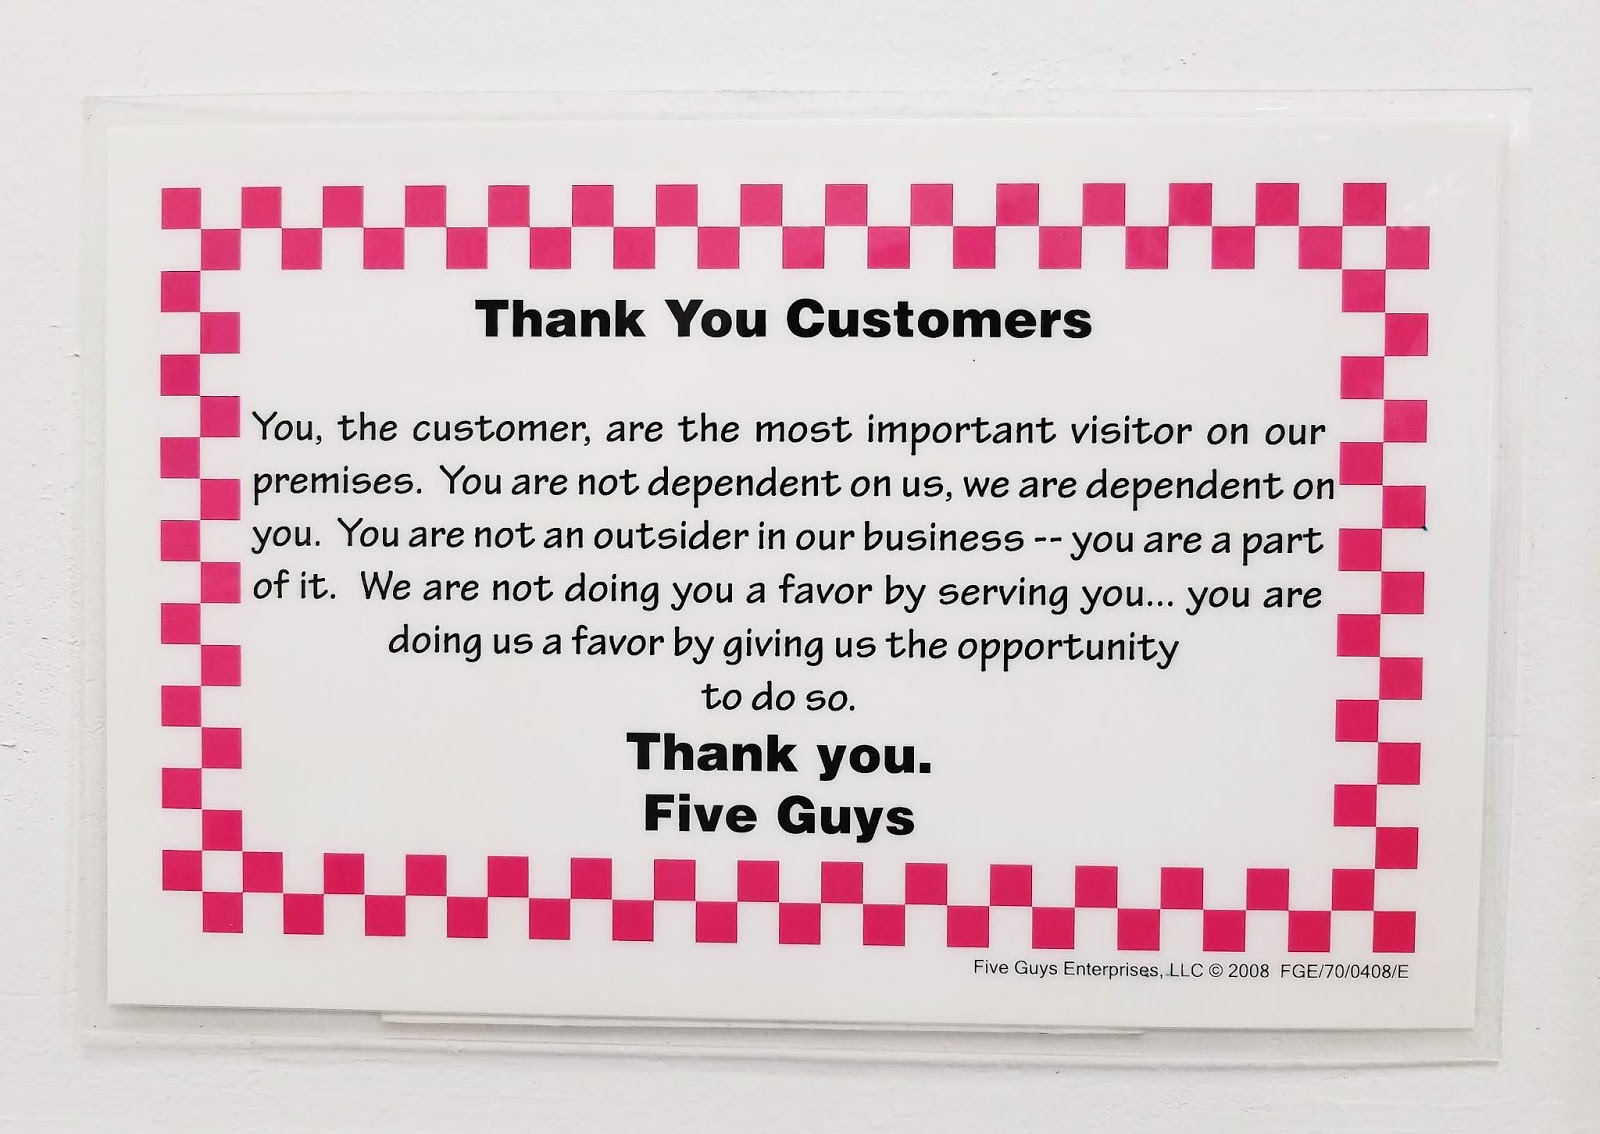 Thank You Customers
You, the customer, are the most important visitor on our
premises. You are not dependent on us, we are dependent on
you. You are not an outsider in our business -- you are a part
of it. We are not doing you a favor by serving you... you are
doing us a favor by giving us the opportunity
to do so.
Thank you.
Five Guys
Five Guys Enterprises, LLC © 2008 FGE/70/0408/E